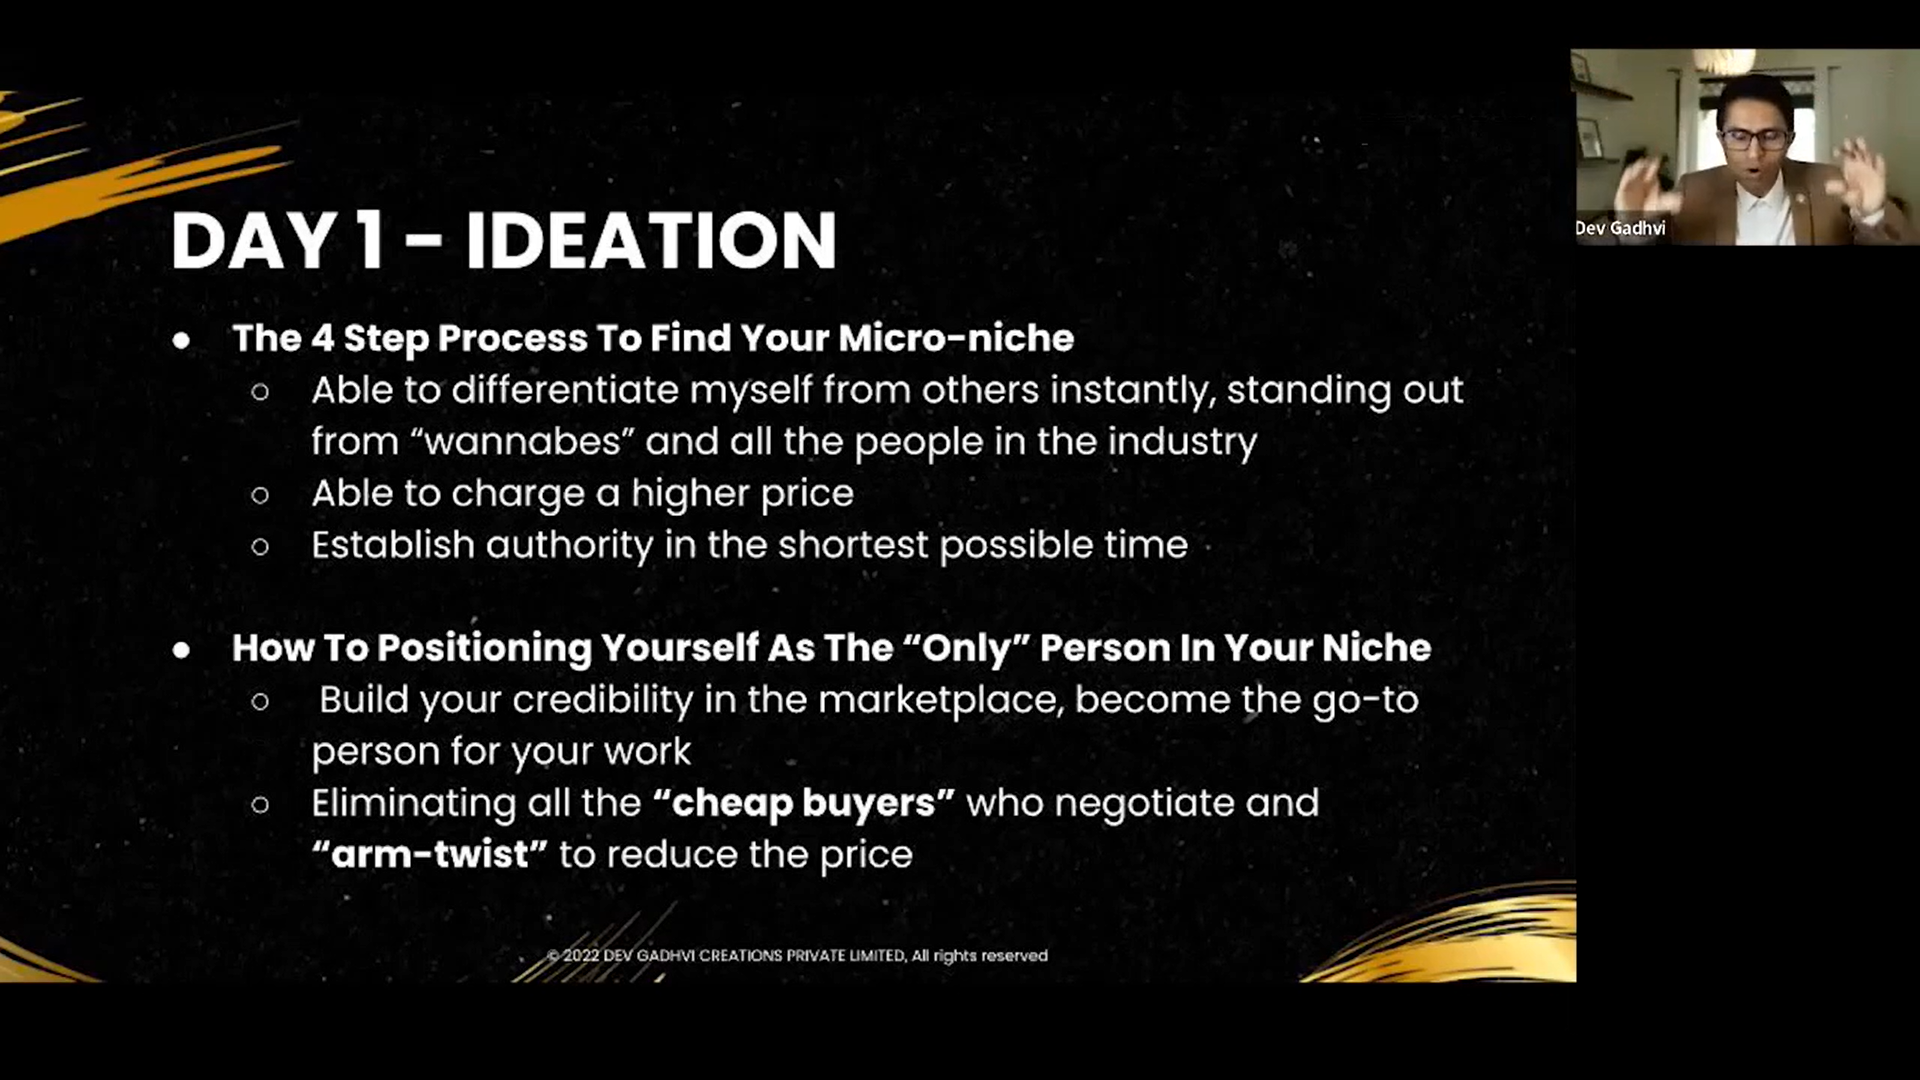 DAY 1 - IDEATION
● The 4 Step Process To Find Your Micro-niche
○ Able to differentiate myself from others instantly, standing out
from “wannabes” and all the people in the industry
○ Able to charge a higher price
○ Establish authority in the shortest possible time
● How To Positioning Yourself As The “Only” Person In Your Niche
○ Build your credibility in the marketplace, become the go-to
person for your work
○ Eliminating all the “cheap buyers” who negotiate and
“arm-twist” to reduce the price
© 2022 DEV GADHVI CREATIONS PRIVATE LIMITED, All rights reserved
Dev Gadhvi